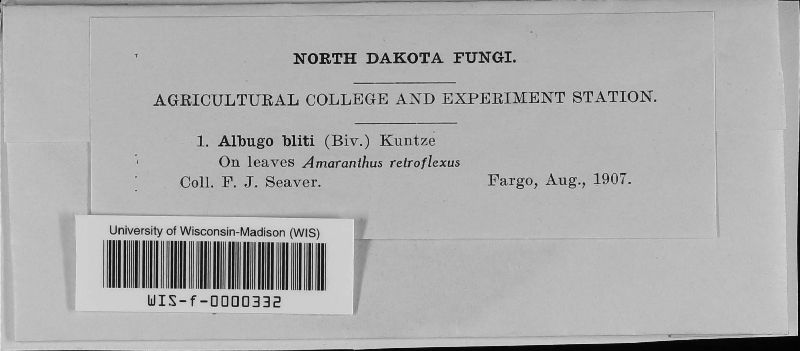 NORTH DAKOTA FUNGI.
AGRICULTURAL COLLEGE AND EXPERIMENT STATION.
1. Albugo bliti (Biv.) Kuntze
On leaves Amaranthus retroflexus
Coll. F. J. Seaver. Fargo, Aug., 1907.
University of Wisconsin-Madison (WIS)
WIS-f-0000332